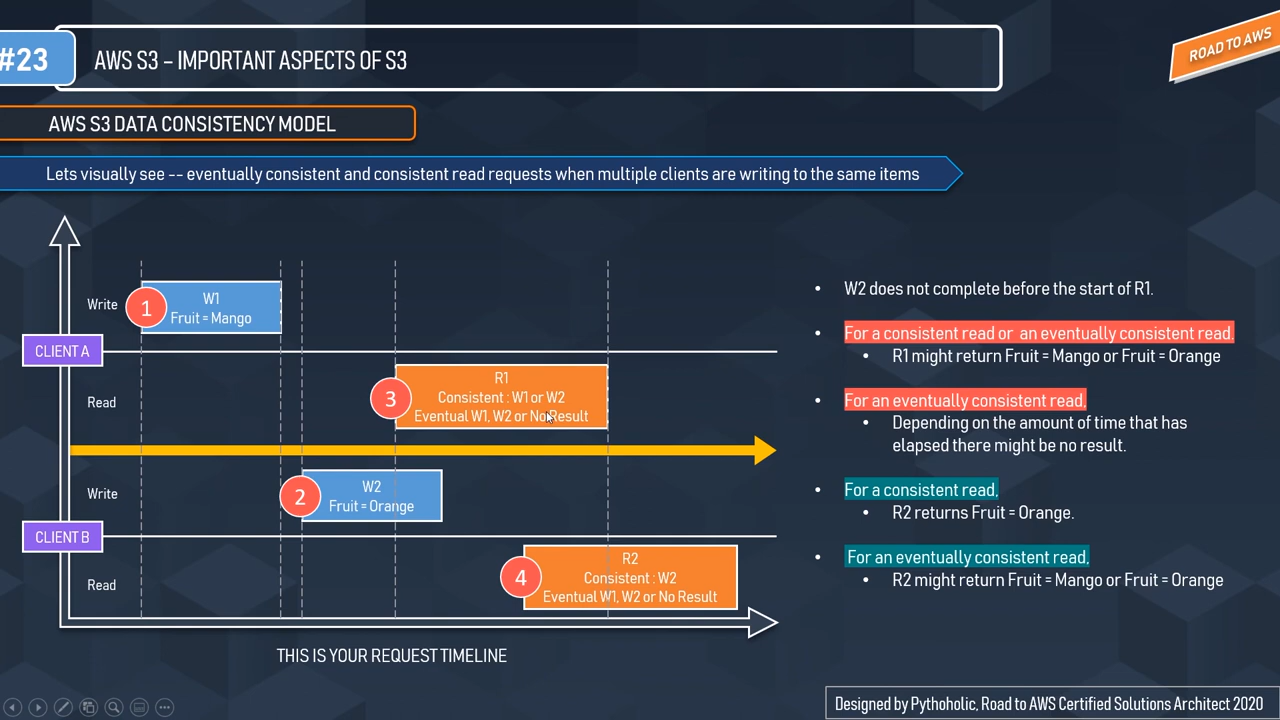 #23
AWS S3 – IMPORTANT ASPECTS OF S3
ROAD TO AWS
AWS S3 DATA CONSISTENCY MODEL
Lets visually see -- eventually consistent and consistent read requests when multiple clients are writing to the same items
Write
1
W1
Fruit = Mango
CLIENT A
Read
3
R1
Consistent : W1 or W2
Eventual W1, W2 or No Result
Write
2
W2
Fruit = Orange
CLIENT B
Read
4
R2
Consistent : W2
Eventual W1, W2 or No Result
THIS IS YOUR REQUEST TIMELINE
• W2 does not complete before the start of R1.
• For a consistent read or an eventually consistent read,
• R1 might return Fruit = Mango or Fruit = Orange
• For an eventually consistent read,
• Depending on the amount of time that has
elapsed there might be no result.
• For a consistent read,
• R2 returns Fruit = Orange.
• For an eventually consistent read,
• R2 might return Fruit = Mango or Fruit = Orange
Designed by Pythoholic, Road to AWS Certified Solutions Architect 2020